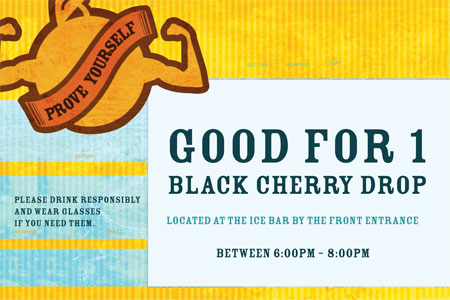 PROVE YOURSELF
GOOD FOR 1
BLACK CHERRY DROP
LOCATED AT THE ICE BAR BY THE FRONT ENTRANCE
BETWEEN 6:00PM - 8:00PM
PLEASE DRINK RESPONSIBLY
AND WEAR GLASSES
IF YOU NEED THEM.